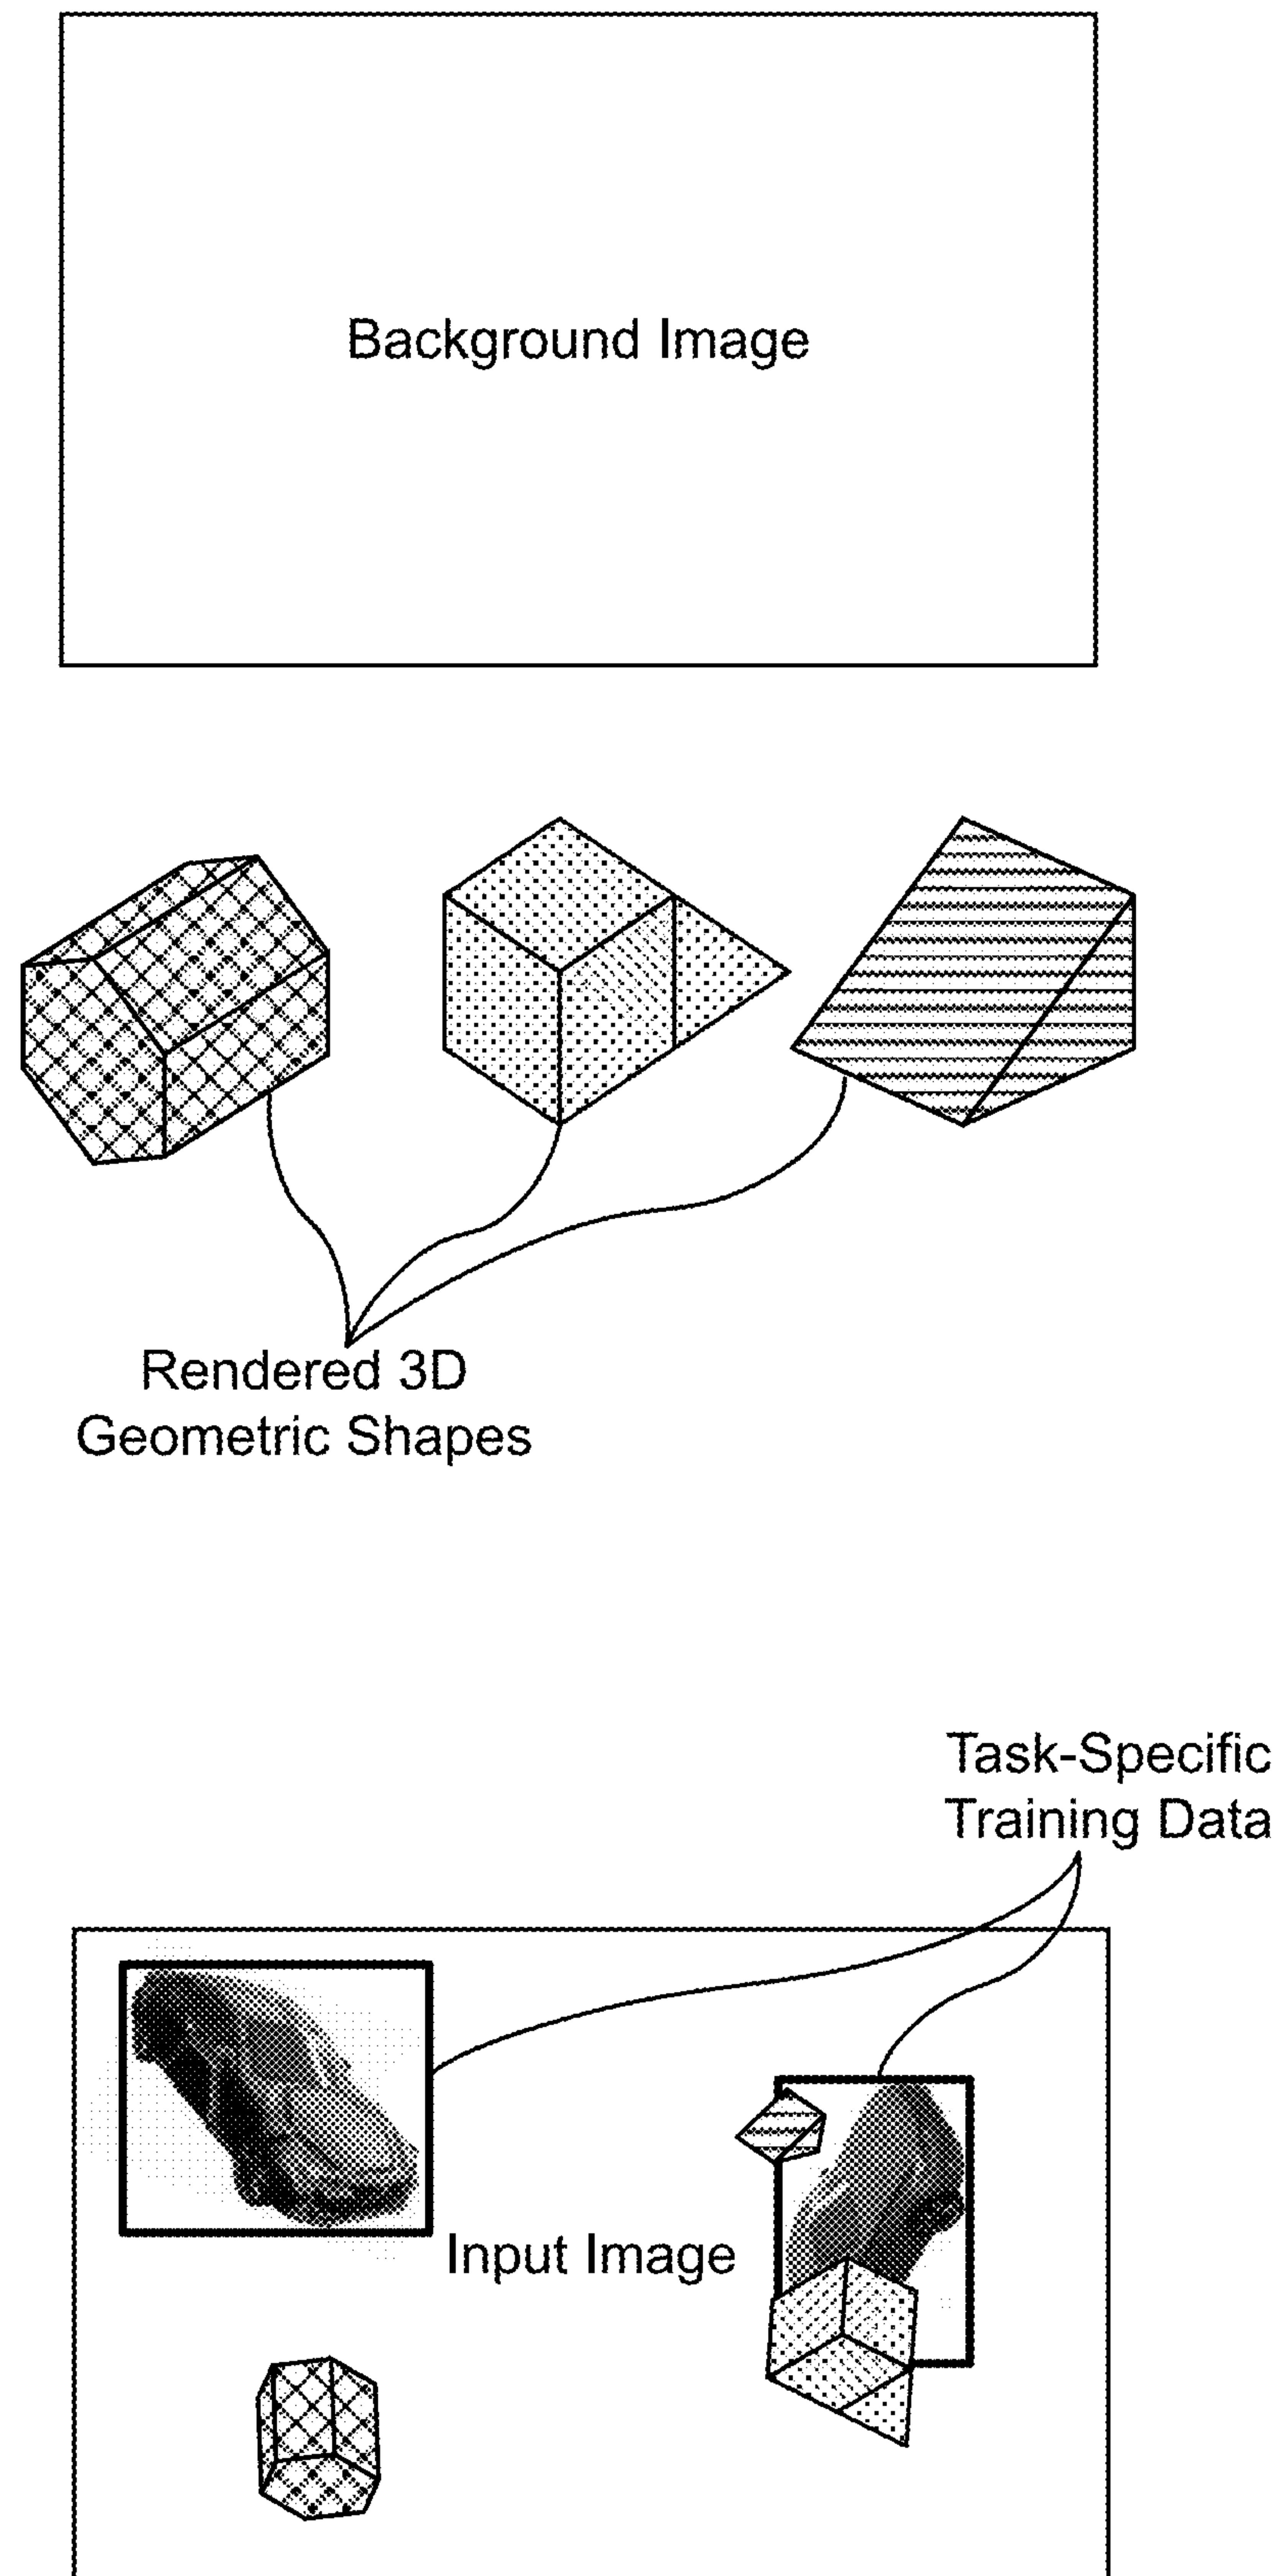 Background Image
Rendered 3D
Geometric Shapes
Task-Specific
Training Data
Input Image